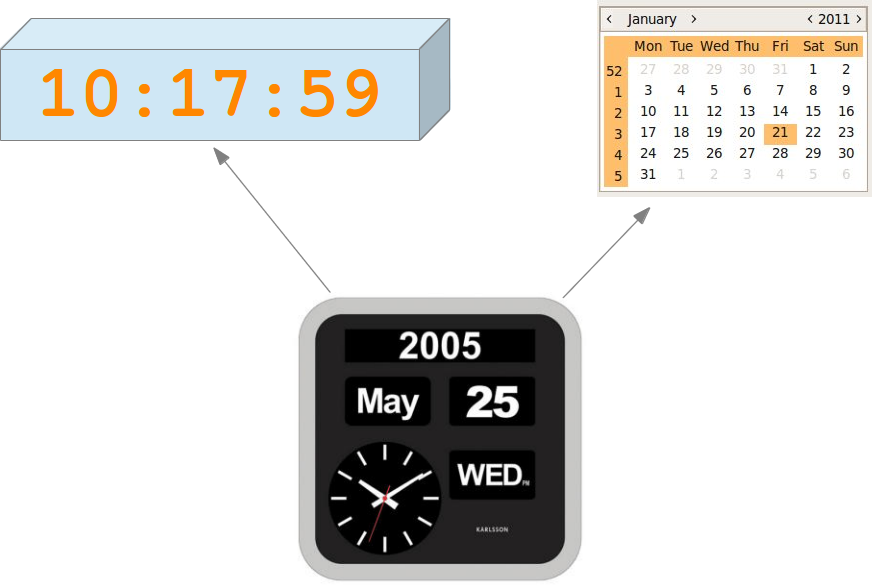 10:17:59
< January > < 2011 >
Mon Tue Wed Thu Fri Sat Sun
52 27 28 29 30 31 1 2
1 3 4 5 6 7 8 9
2 10 11 12 13 14 15 16
3 17 18 19 20 21 22 23
4 24 25 26 27 28 29 30
5 31 1 2 3 4 5 6
2005
May 25
WED PM
KARLSSON